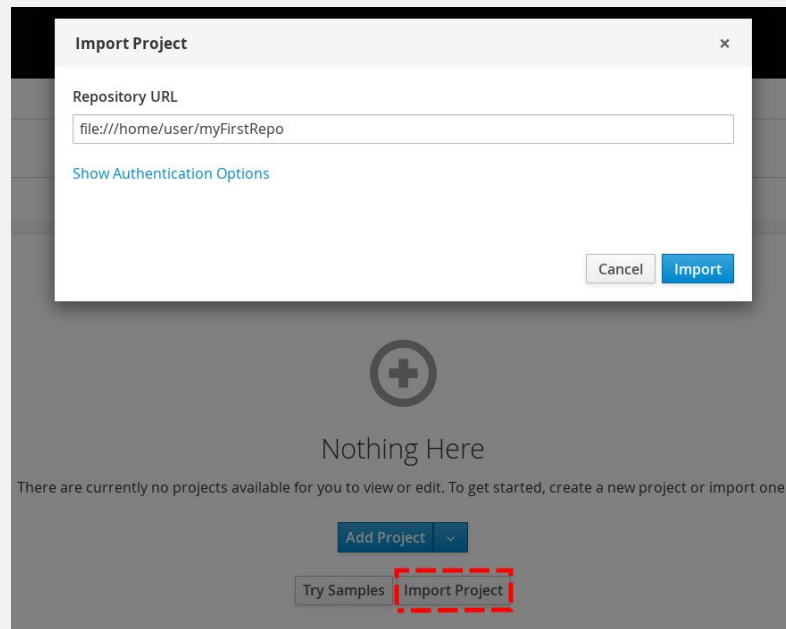 Import Project
×
Repository URL
file:///home/user/myFirstRepo
Show Authentication Options
Cancel Import
Nothing Here
There are currently no projects available for you to view or edit. To get started, create a new project or import one
Add Project
Try Samples Import Project